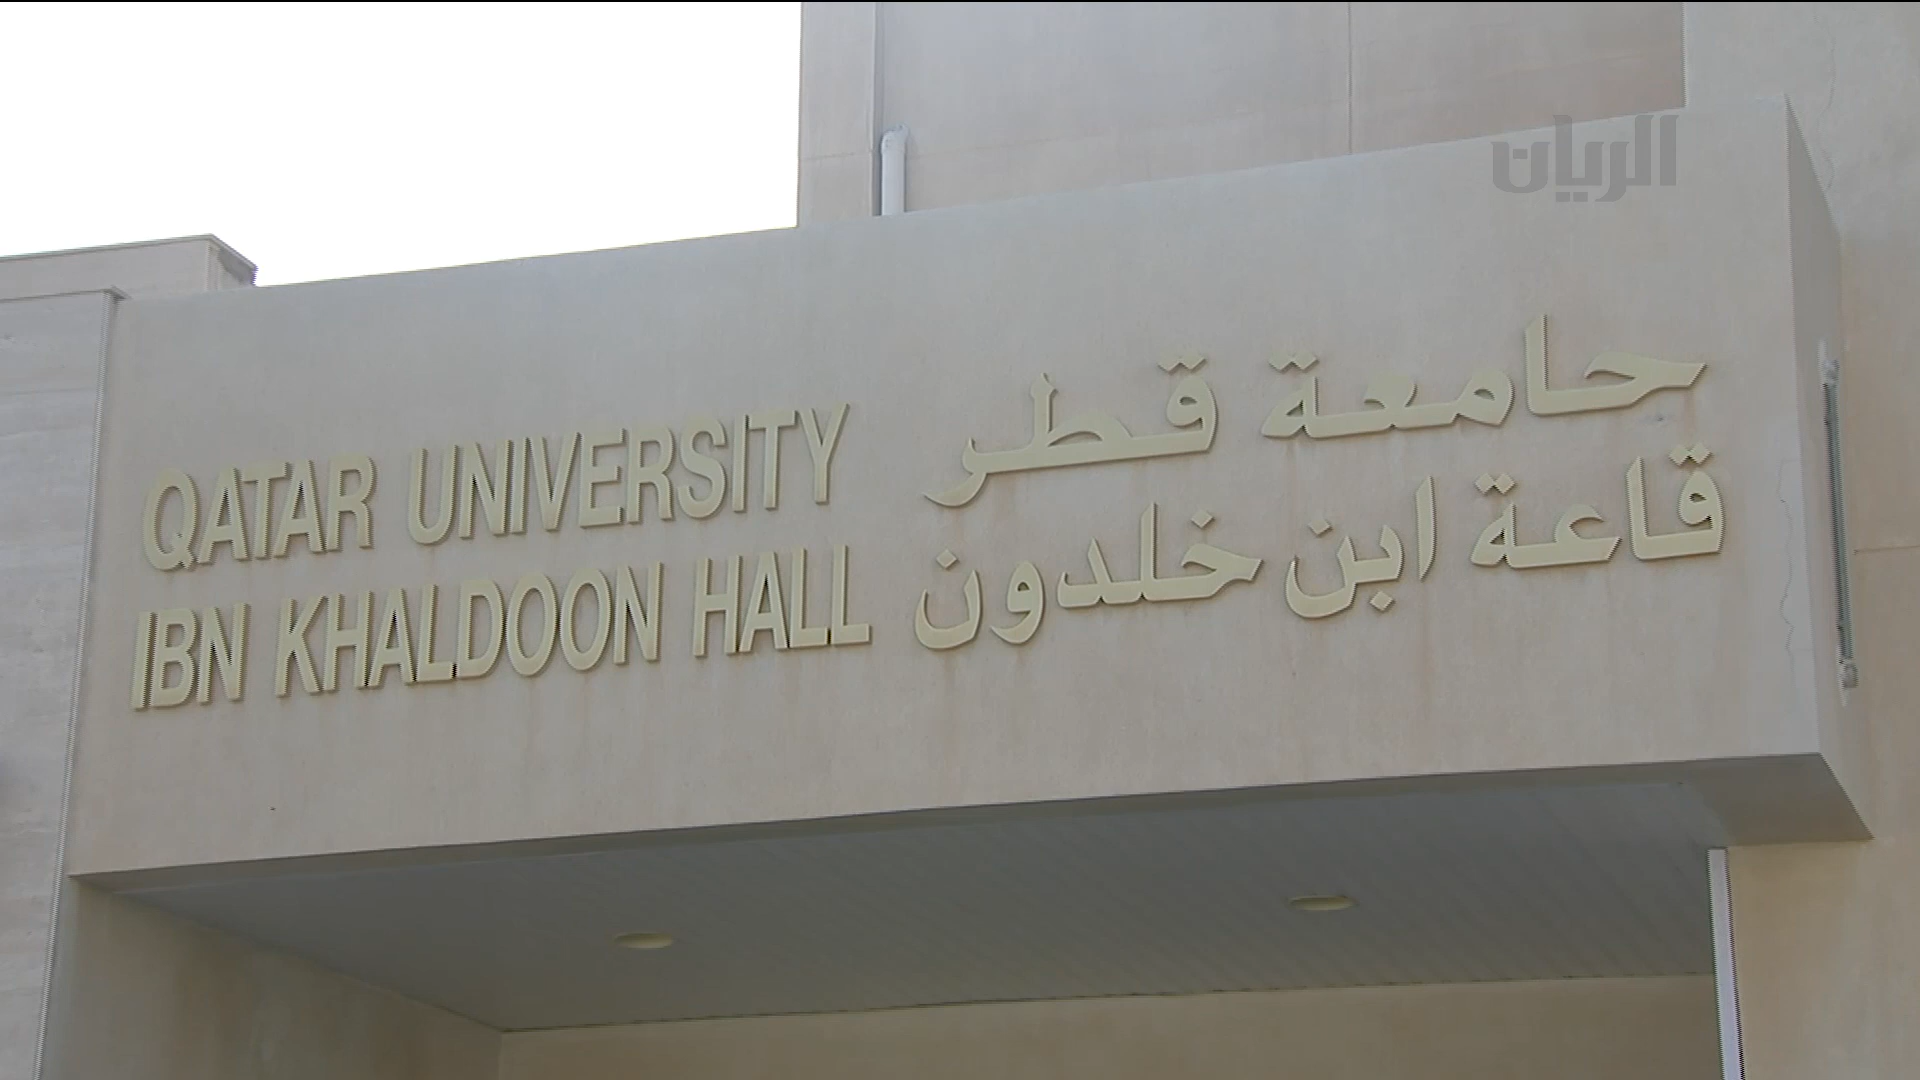 الريان
جامعة قطر
قاعة ابن خلدون
QATAR UNIVERSITY
IBN KHALDOON HALL